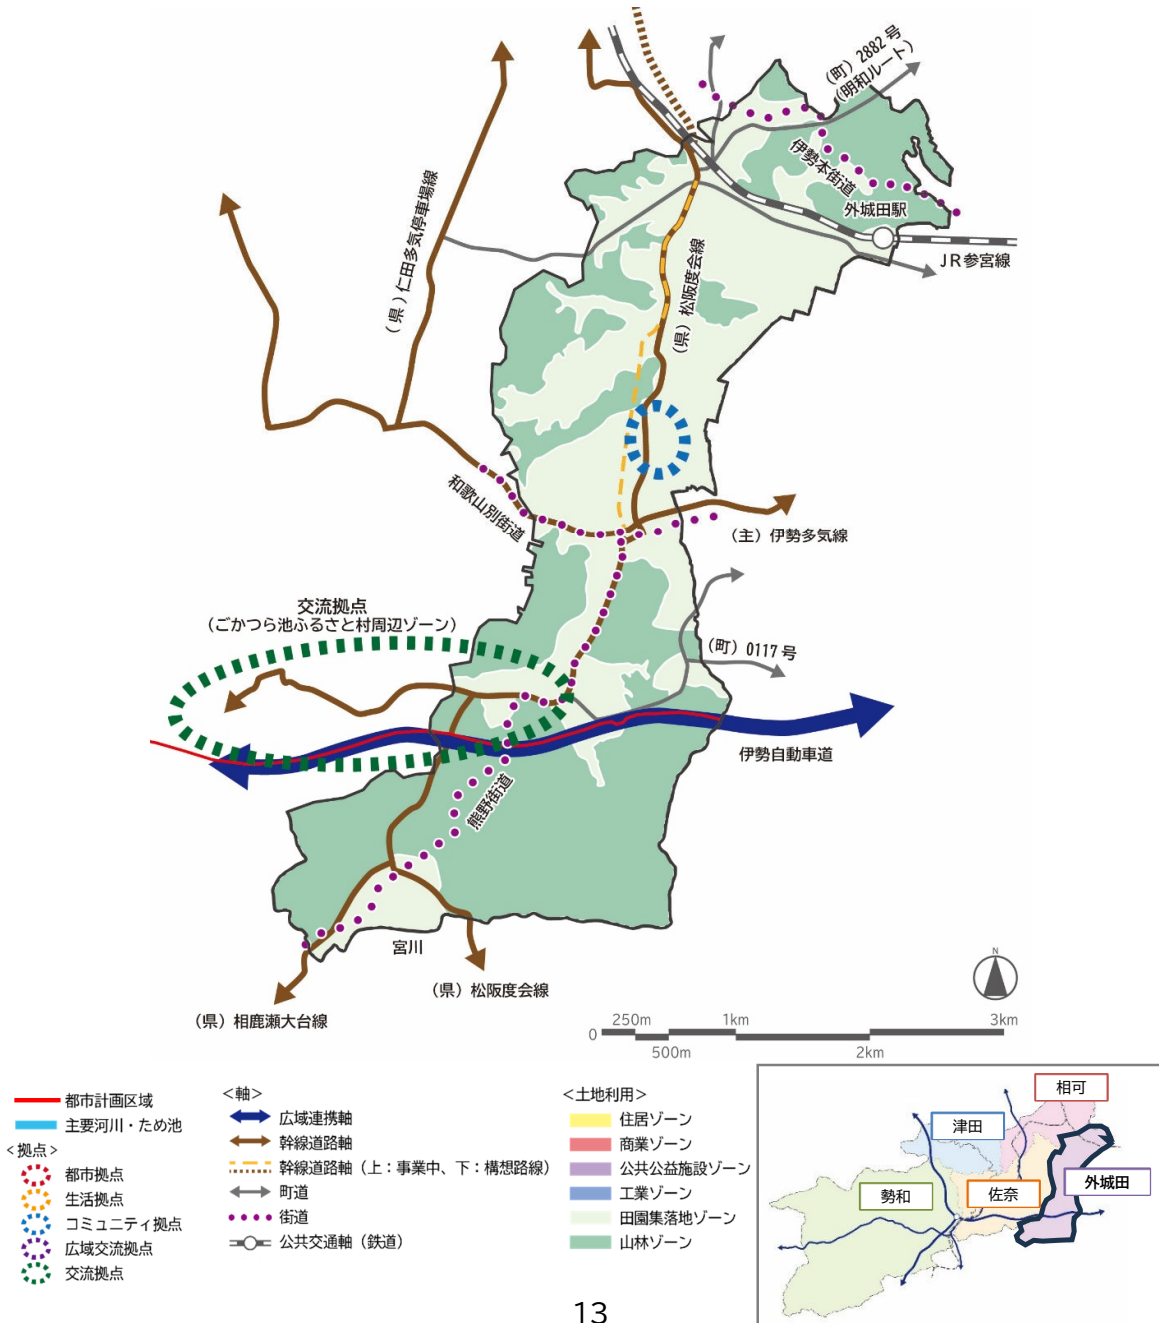 (町) 2882 号
(明和ルート)
伊勢本街道
外城田駅
JR参宮線
(県) 仁田多気停車場線
(県) 松阪度会線
和歌山別街道
(主) 伊勢多気線
交流拠点
(ごかつら池ふるさと村周辺ゾーン)
(町) 0117 号
伊勢自動車道
熊野街道
宮川
(県) 松阪度会線
(県) 相鹿瀬大台線
N
0 250m 1km 3km
500m 2km
都市計画区域
主要河川・ため池
<拠点>
都市拠点
生活拠点
コミュニティ拠点
広域交流拠点
交流拠点
<軸>
広域連携軸
幹線道路軸
幹線道路軸(上:事業中、下:構想路線)
町道
街道
公共交通軸(鉄道)
<土地利用>
住居ゾーン
商業ゾーン
公共公益施設ゾーン
工業ゾーン
田園集落地ゾーン
山林ゾーン
相可
津田
勢和
佐奈
外城田
13